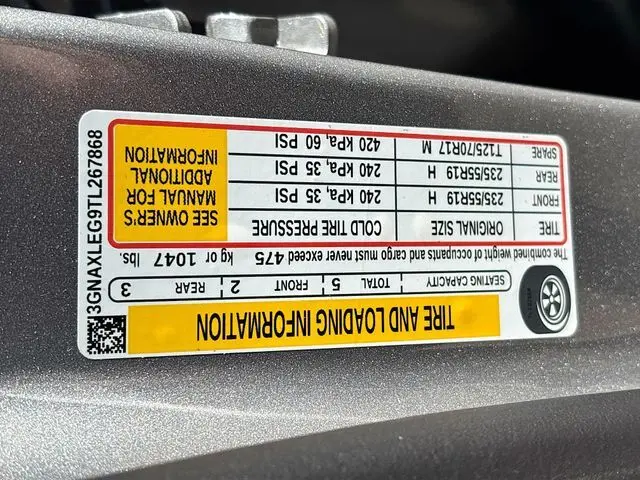 TIRE AND LOADING INFORMATION
SEATING CAPACITY TOTAL 5 FRONT 2 REAR 3
The combined weight of occupants and cargo must never exceed 475 kg or 1047 lbs.
TIRE ORIGINAL SIZE COLD TIRE PRESSURE
FRONT 235/55R19 H 240 kPa, 35 PSI
REAR 235/55R19 H 240 kPa, 35 PSI
SPARE T125/70R17 M 420 kPa, 60 PSI
SEE OWNER'S
MANUAL FOR
ADDITIONAL
INFORMATION
3GNAXLEG9TL267868